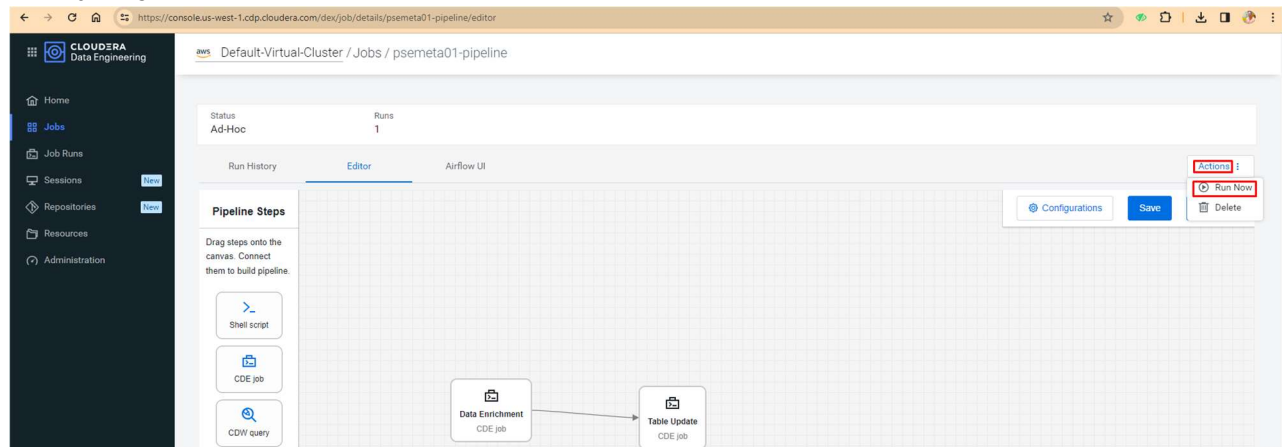 https://console.us-west-1.cdp.cloudera.com/dex/job/details/psemeta01-pipeline/editor
CLOUDERA
Data Engineering
aws Default-Virtual-Cluster / Jobs / psemeta01-pipeline
Home
Jobs
Job Runs
Sessions New
Repositories New
Resources
Administration
Status Runs
Ad-Hoc 1
Run History Editor Airflow UI
Actions
Run Now
Delete
Configurations Save
Pipeline Steps
Drag steps onto the
canvas. Connect
them to build pipeline.
Shell script
CDE job
CDW query
Data Enrichment
CDE job
Table Update
CDE job